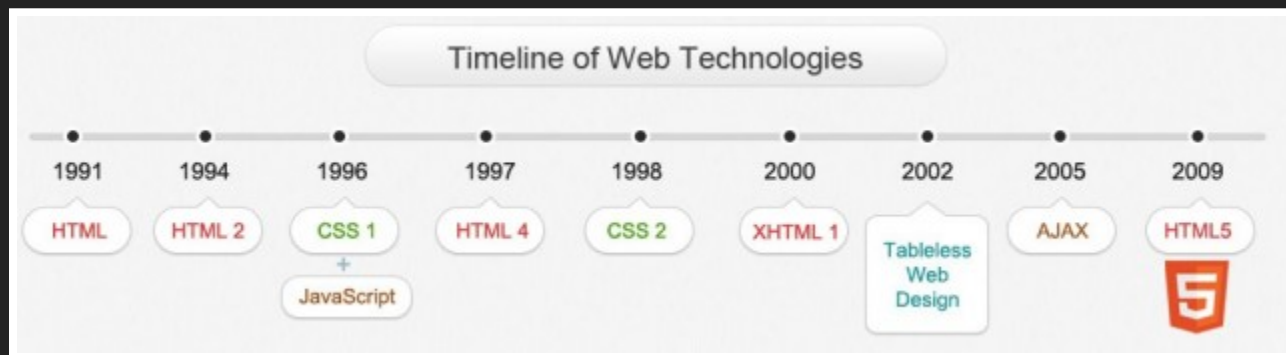 Timeline of Web Technologies
1991 1994 1996 1997 1998 2000 2002 2005 2009
HTML HTML 2 CSS 1 HTML 4 CSS 2 XHTML 1 Tableless AJAX HTML5
Web
Design
+
JavaScript
5